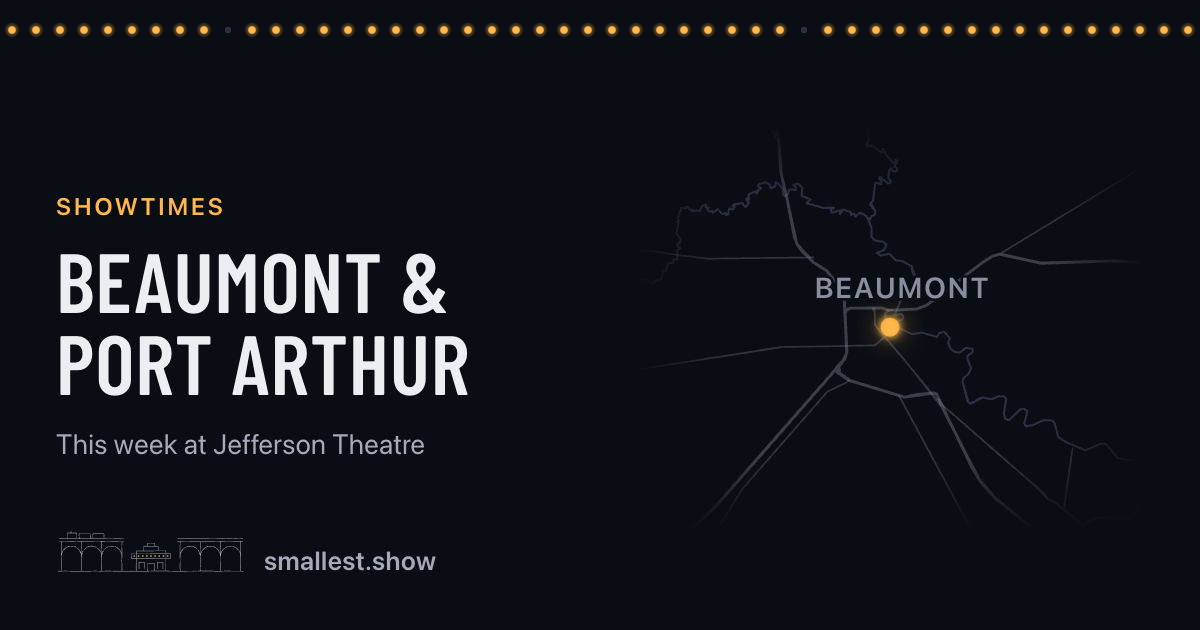 SHOWTIMES
BEAUMONT &
PORT ARTHUR
This week at Jefferson Theatre
smallest.show
BEAUMONT